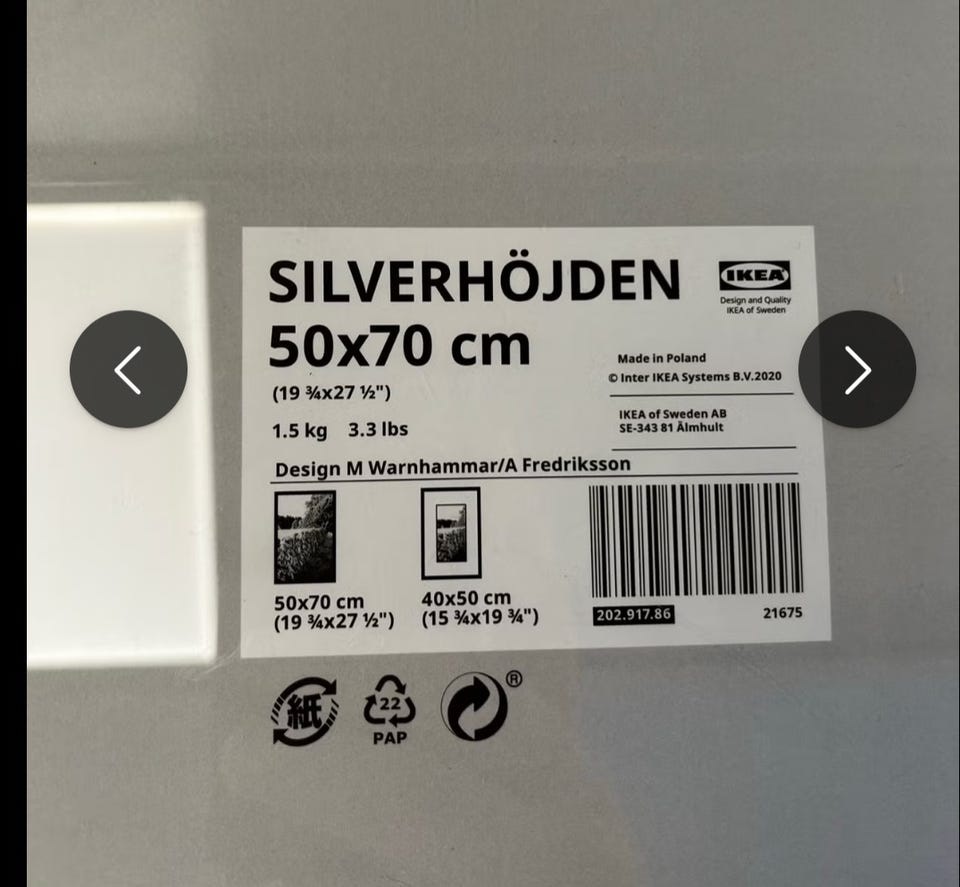 SILVERHÖJDEN
50x70 cm
(19 ¾x27 ½")
1.5 kg 3.3 lbs
Design M Warnhammar/A Fredriksson
IKEA
®
Design and Quality
IKEA of Sweden
Made in Poland
© Inter IKEA Systems B.V.2020
IKEA of Sweden AB
SE-343 81 Älmhult
50x70 cm
(19 ¾x27 ½")
40x50 cm
(15 ¾x19 ¾")
202.917.86
21675
紙
22
PAP
®